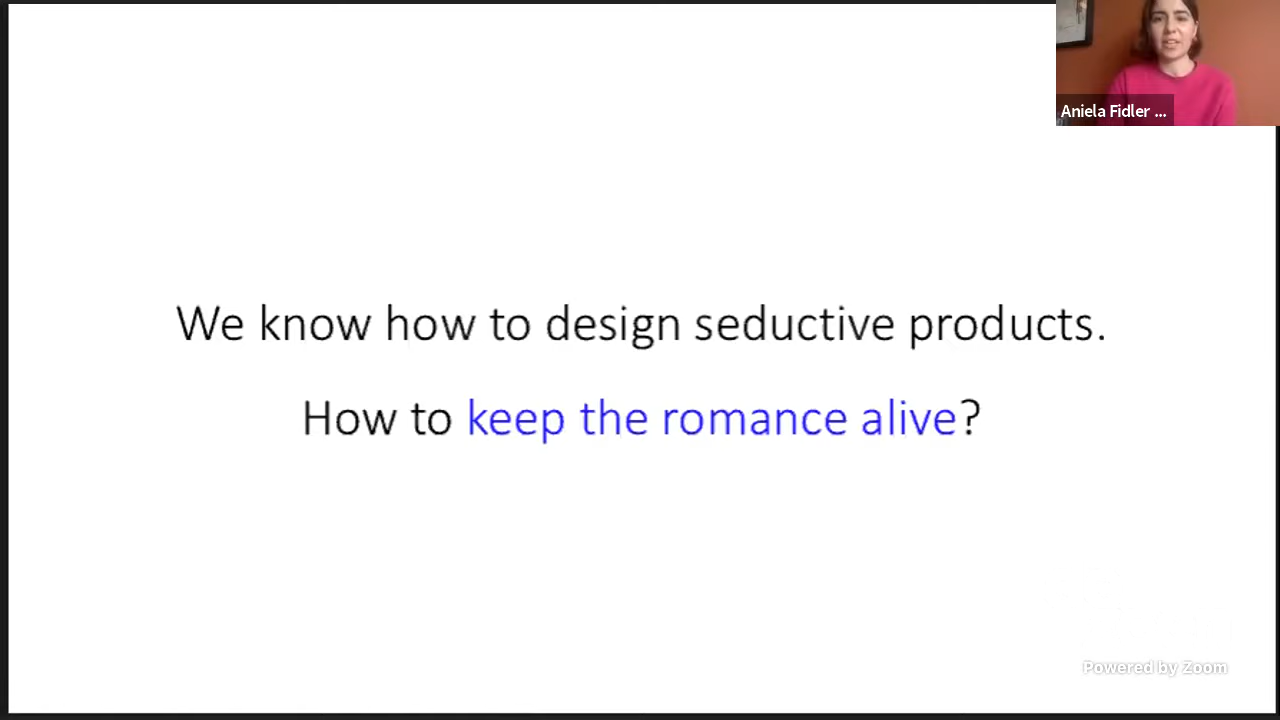 Aniela Fidler ...
We know how to design seductive products.
How to keep the romance alive?
Powered by Zoom